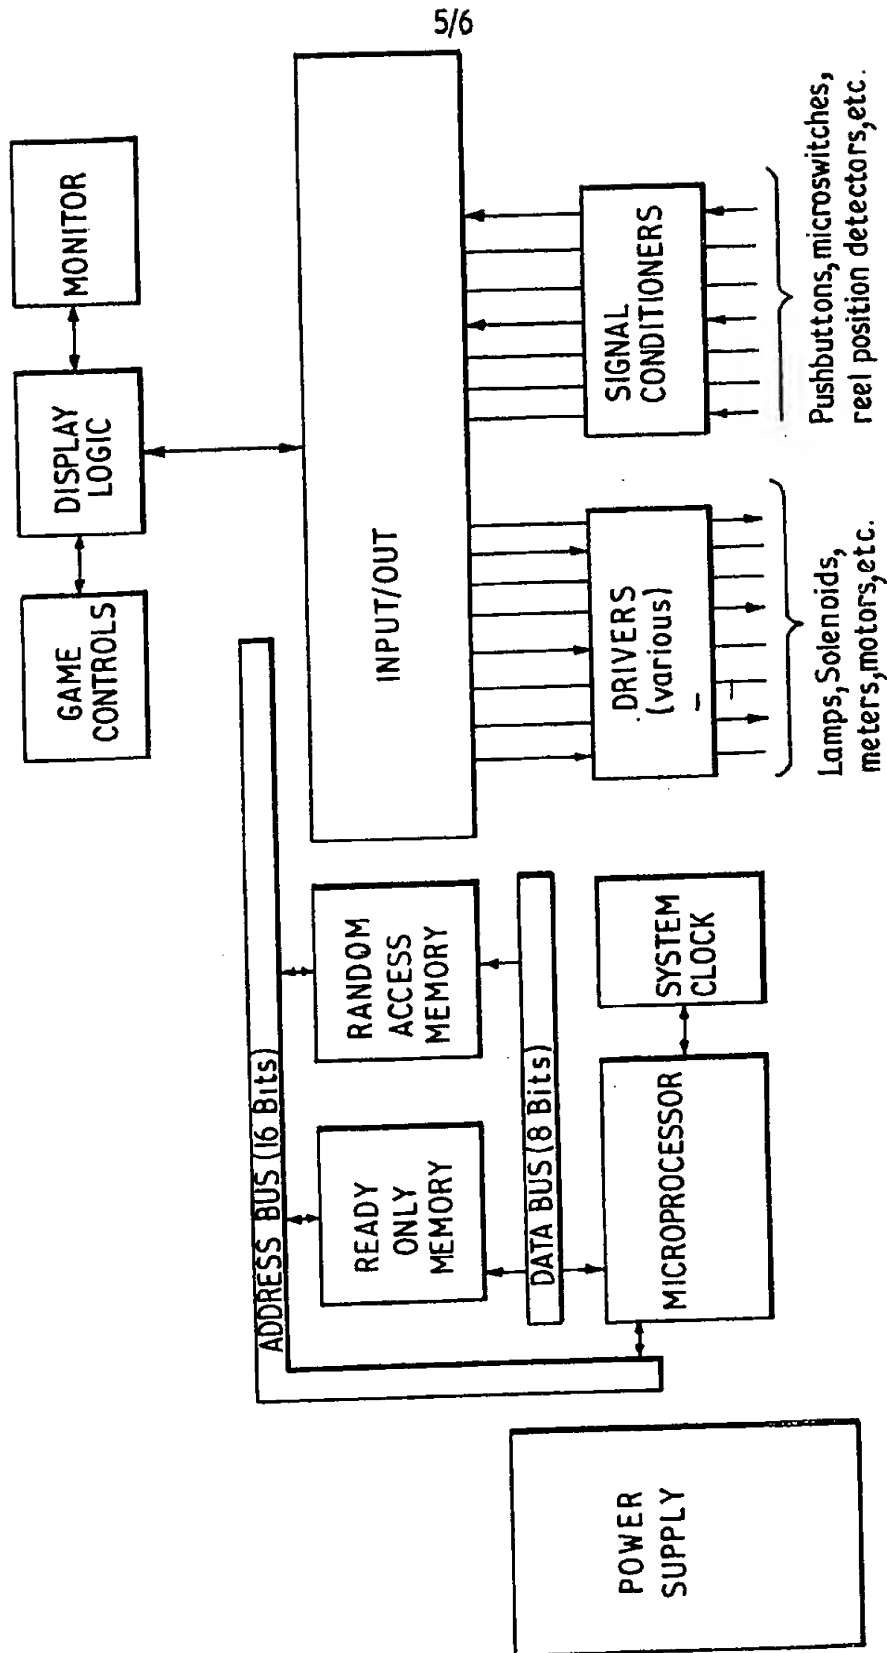 5/6
GAME
CONTROLS
DISPLAY
LOGIC
MONITOR
ADDRESS BUS (16 Bits)
READY
ONLY
MEMORY
RANDOM
ACCESS
MEMORY
INPUT/OUT
DATA BUS (8 Bits)
POWER
SUPPLY
MICROPROCESSOR
SYSTEM
CLOCK
DRIVERS
(various)
SIGNAL
CONDITIONERS
Lamps, Solenoids,
meters, motors, etc.
Pushbuttons, microswitches,
reel position detectors, etc.